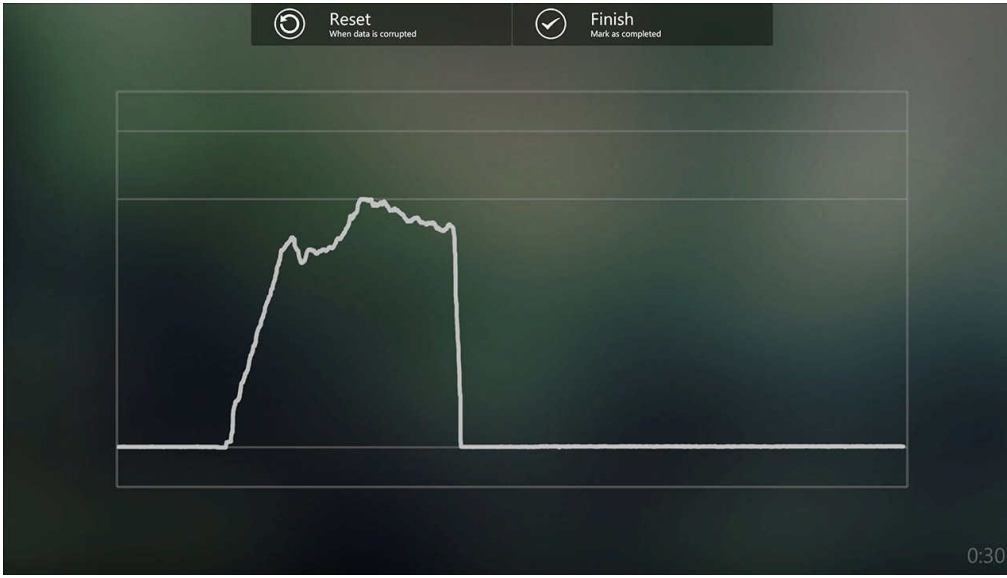 Reset
When data is corrupted
Finish
Mark as completed
0:30